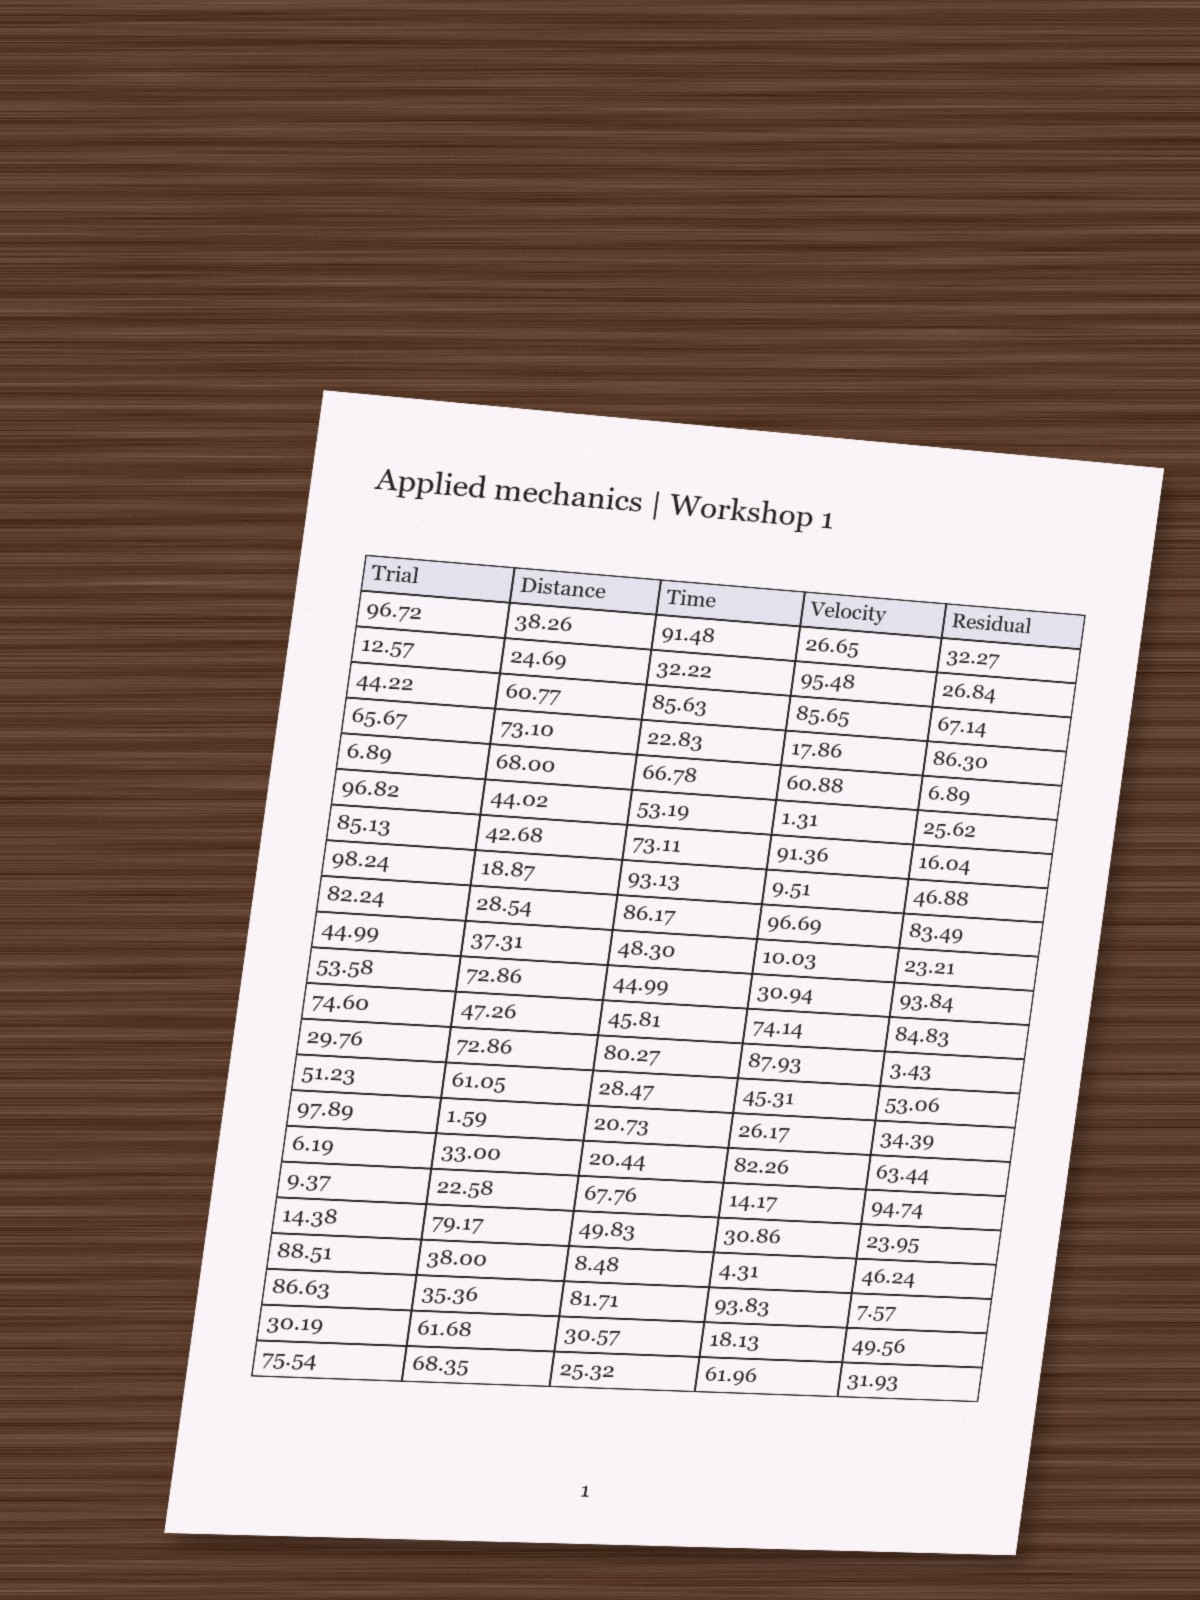 Applied mechanics | Workshop 1
Trial Distance Time Velocity Residual
96.72 38.26 91.48 26.65 32.27
12.57 24.69 32.22 95.48 26.84
44.22 60.77 85.63 85.65 67.14
65.67 73.10 22.83 17.86 86.30
6.89 68.00 66.78 60.88 6.89
96.82 44.02 53.19 1.31 25.62
85.13 42.68 73.11 91.36 16.04
98.24 18.87 93.13 9.51 46.88
82.24 28.54 86.17 96.69 83.49
44.99 37.31 48.30 10.03 23.21
53.58 72.86 44.99 30.94 93.84
74.60 47.26 45.81 74.14 84.83
29.76 72.86 80.27 87.93 3.43
51.23 61.05 28.47 45.31 53.06
97.89 1.59 20.73 26.17 34.39
6.19 33.00 20.44 82.26 63.44
9.37 22.58 67.76 14.17 94.74
14.38 79.17 49.83 30.86 23.95
88.51 38.00 8.48 4.31 46.24
86.63 35.36 81.71 93.83 7.57
30.19 61.68 30.57 18.13 49.56
75.54 68.35 25.32 61.96 31.93
1